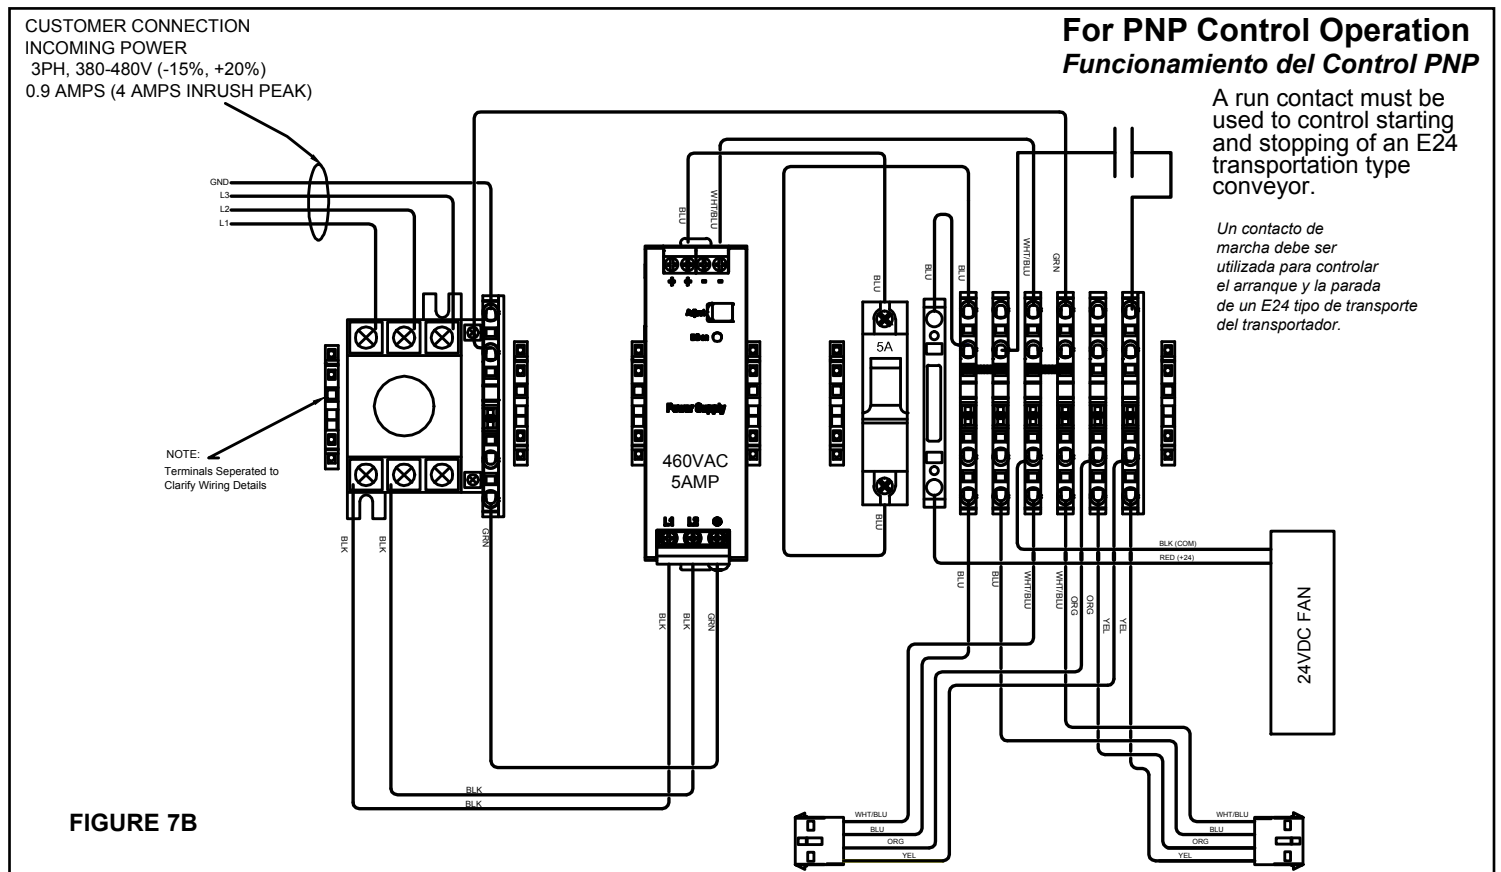 CUSTOMER CONNECTION
INCOMING POWER
3PH, 380-480V (-15%, +20%)
0.9 AMPS (4 AMPS INRUSH PEAK)
For PNP Control Operation
Funcionamiento del Control PNP
A run contact must be
used to control starting
and stopping of an E24
transportation type
conveyor.
Un contacto de
marcha debe ser
utilizada para controlar
el arranque y la parada
de un E24 tipo de transporte
del transportador.
GND
L3
L2
L1
BLU
WHT/BLU
BLU
BLU
BLU
WHT/BLU
GRN
+ + - -
Adjust
5A
Power Supply
460VAC
5AMP
L1 L2
NOTE:
Terminals Seperated to
Clarify Wiring Details
BLK
BLK
GRN
BLU
BLK (COM)
RED (+24)
BLU
BLU
WHT/BLU
WHT/BLU
ORG
ORG
YEL
YEL
BLK
BLK
GRN
24VDC FAN
BLK
BLK
FIGURE 7B
WHT/BLU
BLU
ORG
YEL
WHT/BLU
BLU
ORG
YEL